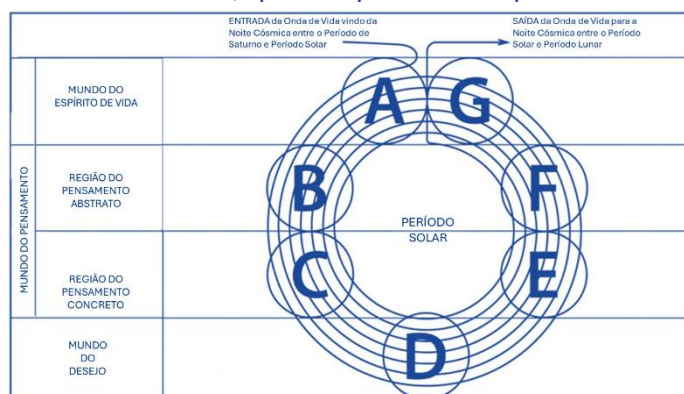 ENTRADA da Onda de Vida vindo da
Noite Cósmica entre o Período de
Saturno e Período Solar
SAÍDA da Onda de Vida para a
Noite Cósmica entre o Período
Solar e Período Lunar
MUNDO DO
ESPÍRITO DE VIDA
A
G
MUNDO DO PENSAMENTO
REGIÃO DO
PENSAMENTO
ABSTRATO
B
F
PERÍODO
SOLAR
REGIÃO DO
PENSAMENTO
CONCRETO
C
E
MUNDO
DO
DESEJO
D